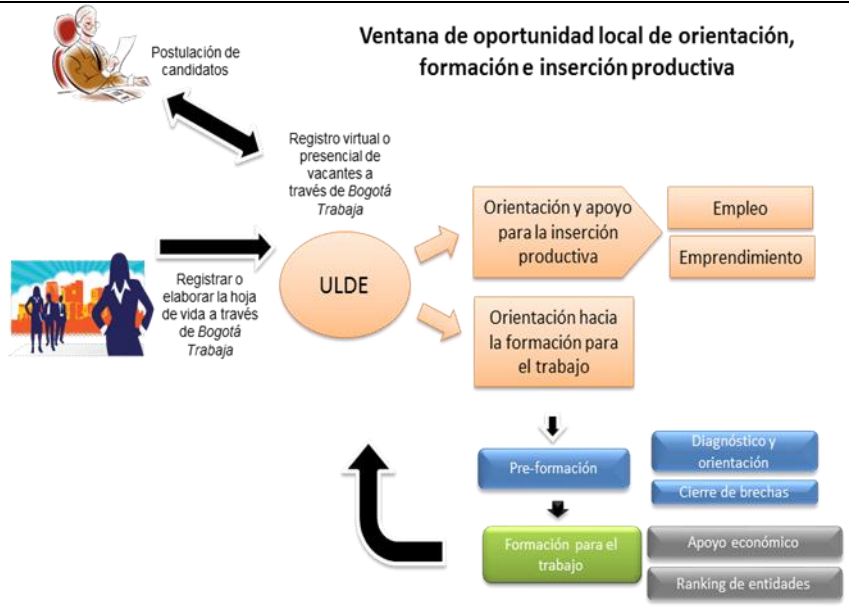 Ventana de oportunidad local de orientación,
formación e inserción productiva
Postulación de
candidatos
Registro virtual o
presencial de
vacantes a
través de Bogotá
Trabaja
Registrar o
elaborar la hoja
de vida a través
de Bogotá
Trabaja
ULDE
Orientación y apoyo
para la inserción
productiva
Empleo
Emprendimiento
Orientación hacia
la formación para
el trabajo
Pre-formación
Diagnóstico y
orientación
Cierre de brechas
Formación para el
trabajo
Apoyo económico
Ranking de entidades